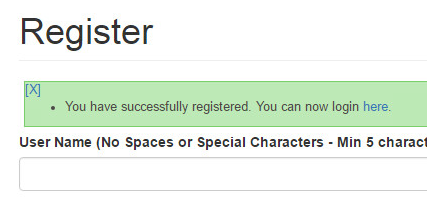 Register
[X]
You have successfully registered. You can now login here.
User Name (No Spaces or Special Characters - Min 5